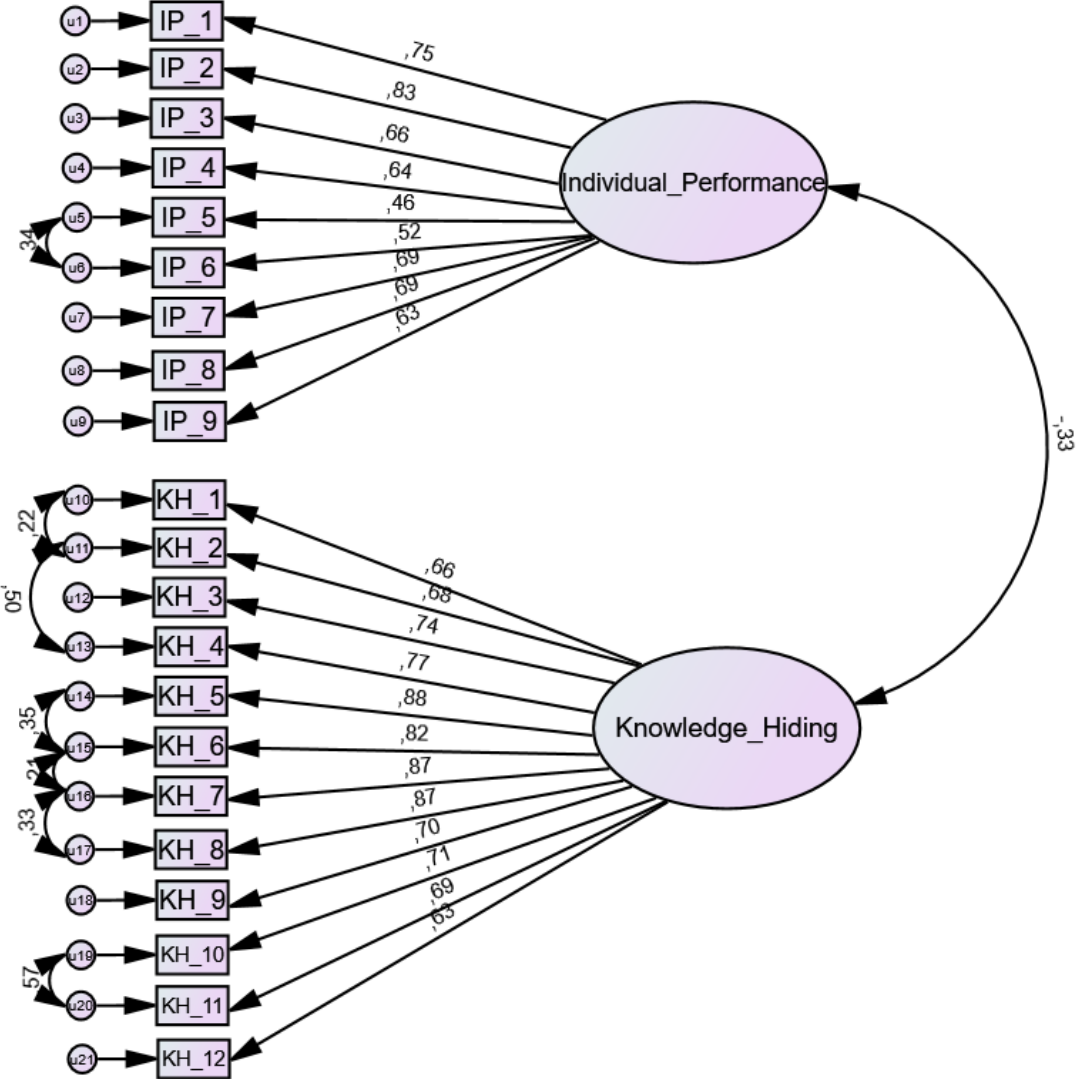 u1 IP_1
,75
u2 IP_2
,83
u3 IP_3
,66
u4 IP_4
,64
Individual_Performance
u5 IP_5
,46
,34
u6 IP_6
,52
u7 IP_7
,69
u8 IP_8
,69
u9 IP_9
,63
-,33
u10 KH_1
,66
,22
u11 KH_2
,68
,50
u12 KH_3
,74
u13 KH_4
,77
u14 KH_5
,88
,35
Knowledge_Hiding
u15 KH_6
,82
,21
u16 KH_7
,87
,33
u17 KH_8
,87
u18 KH_9
,70
u19 KH_10
,71
,57
u20 KH_11
,69
u21 KH_12
,63